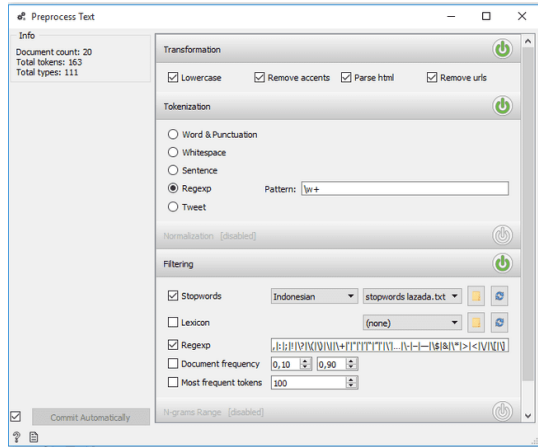 Preprocess Text
Info
Document count: 20
Total tokens: 163
Total types: 111
Transformation
Lowercase Remove accents Parse html Remove urls
Tokenization
Word & Punctuation
Whitespace
Sentence
Regexp Pattern: \w+
Tweet
Normalization [disabled]
Filtering
Stopwords Indonesian stopwords lazada.txt
Lexicon (none)
Regexp
Document frequency 0,10 0,90
Most frequent tokens 100
N-grams Range [disabled]
Commit Automatically